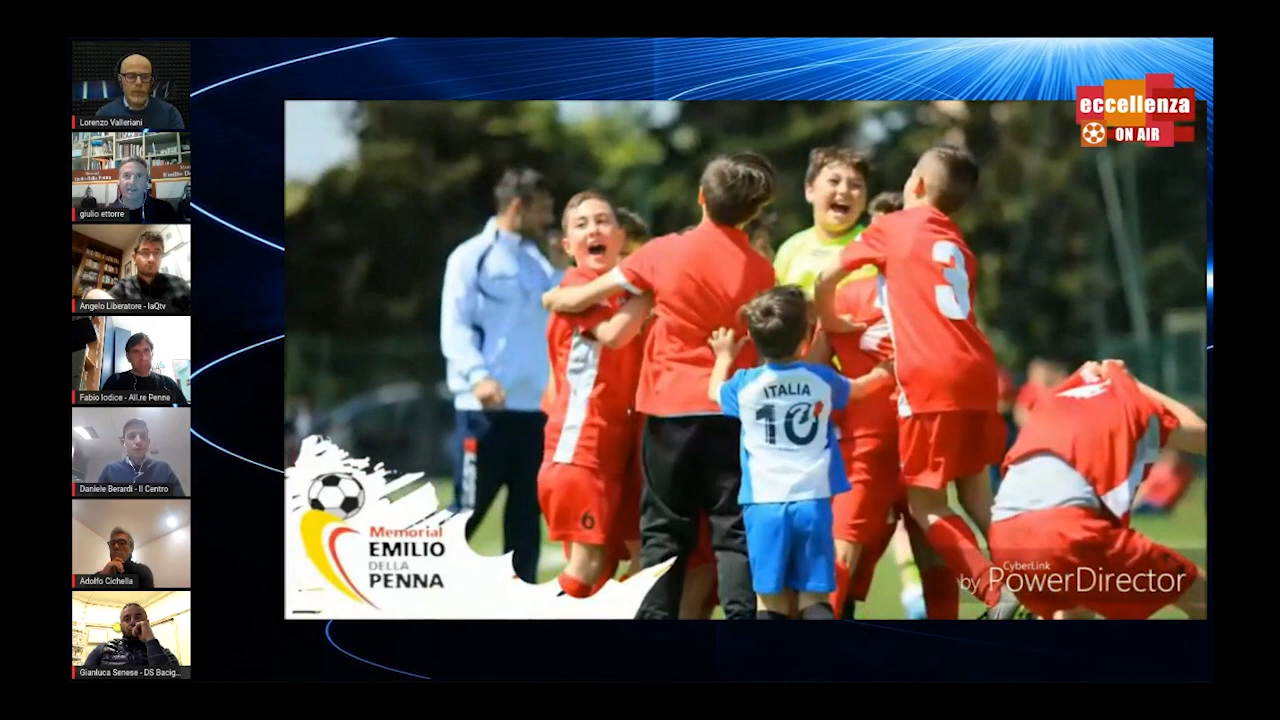 Lorenzo Valleriani
giulio ettorre
Angelo Liberatore - laQtv
Fabio Iodice - All.re Penne
Daniele Berardi - Il Centro
Adolfo Cichella
Gianluca Senese - DS Bacig...
eccellenza
ON AIR
3
ITALIA
10
6
Memorial
EMILIO
DELLA
PENNA
CyberLink
by PowerDirector